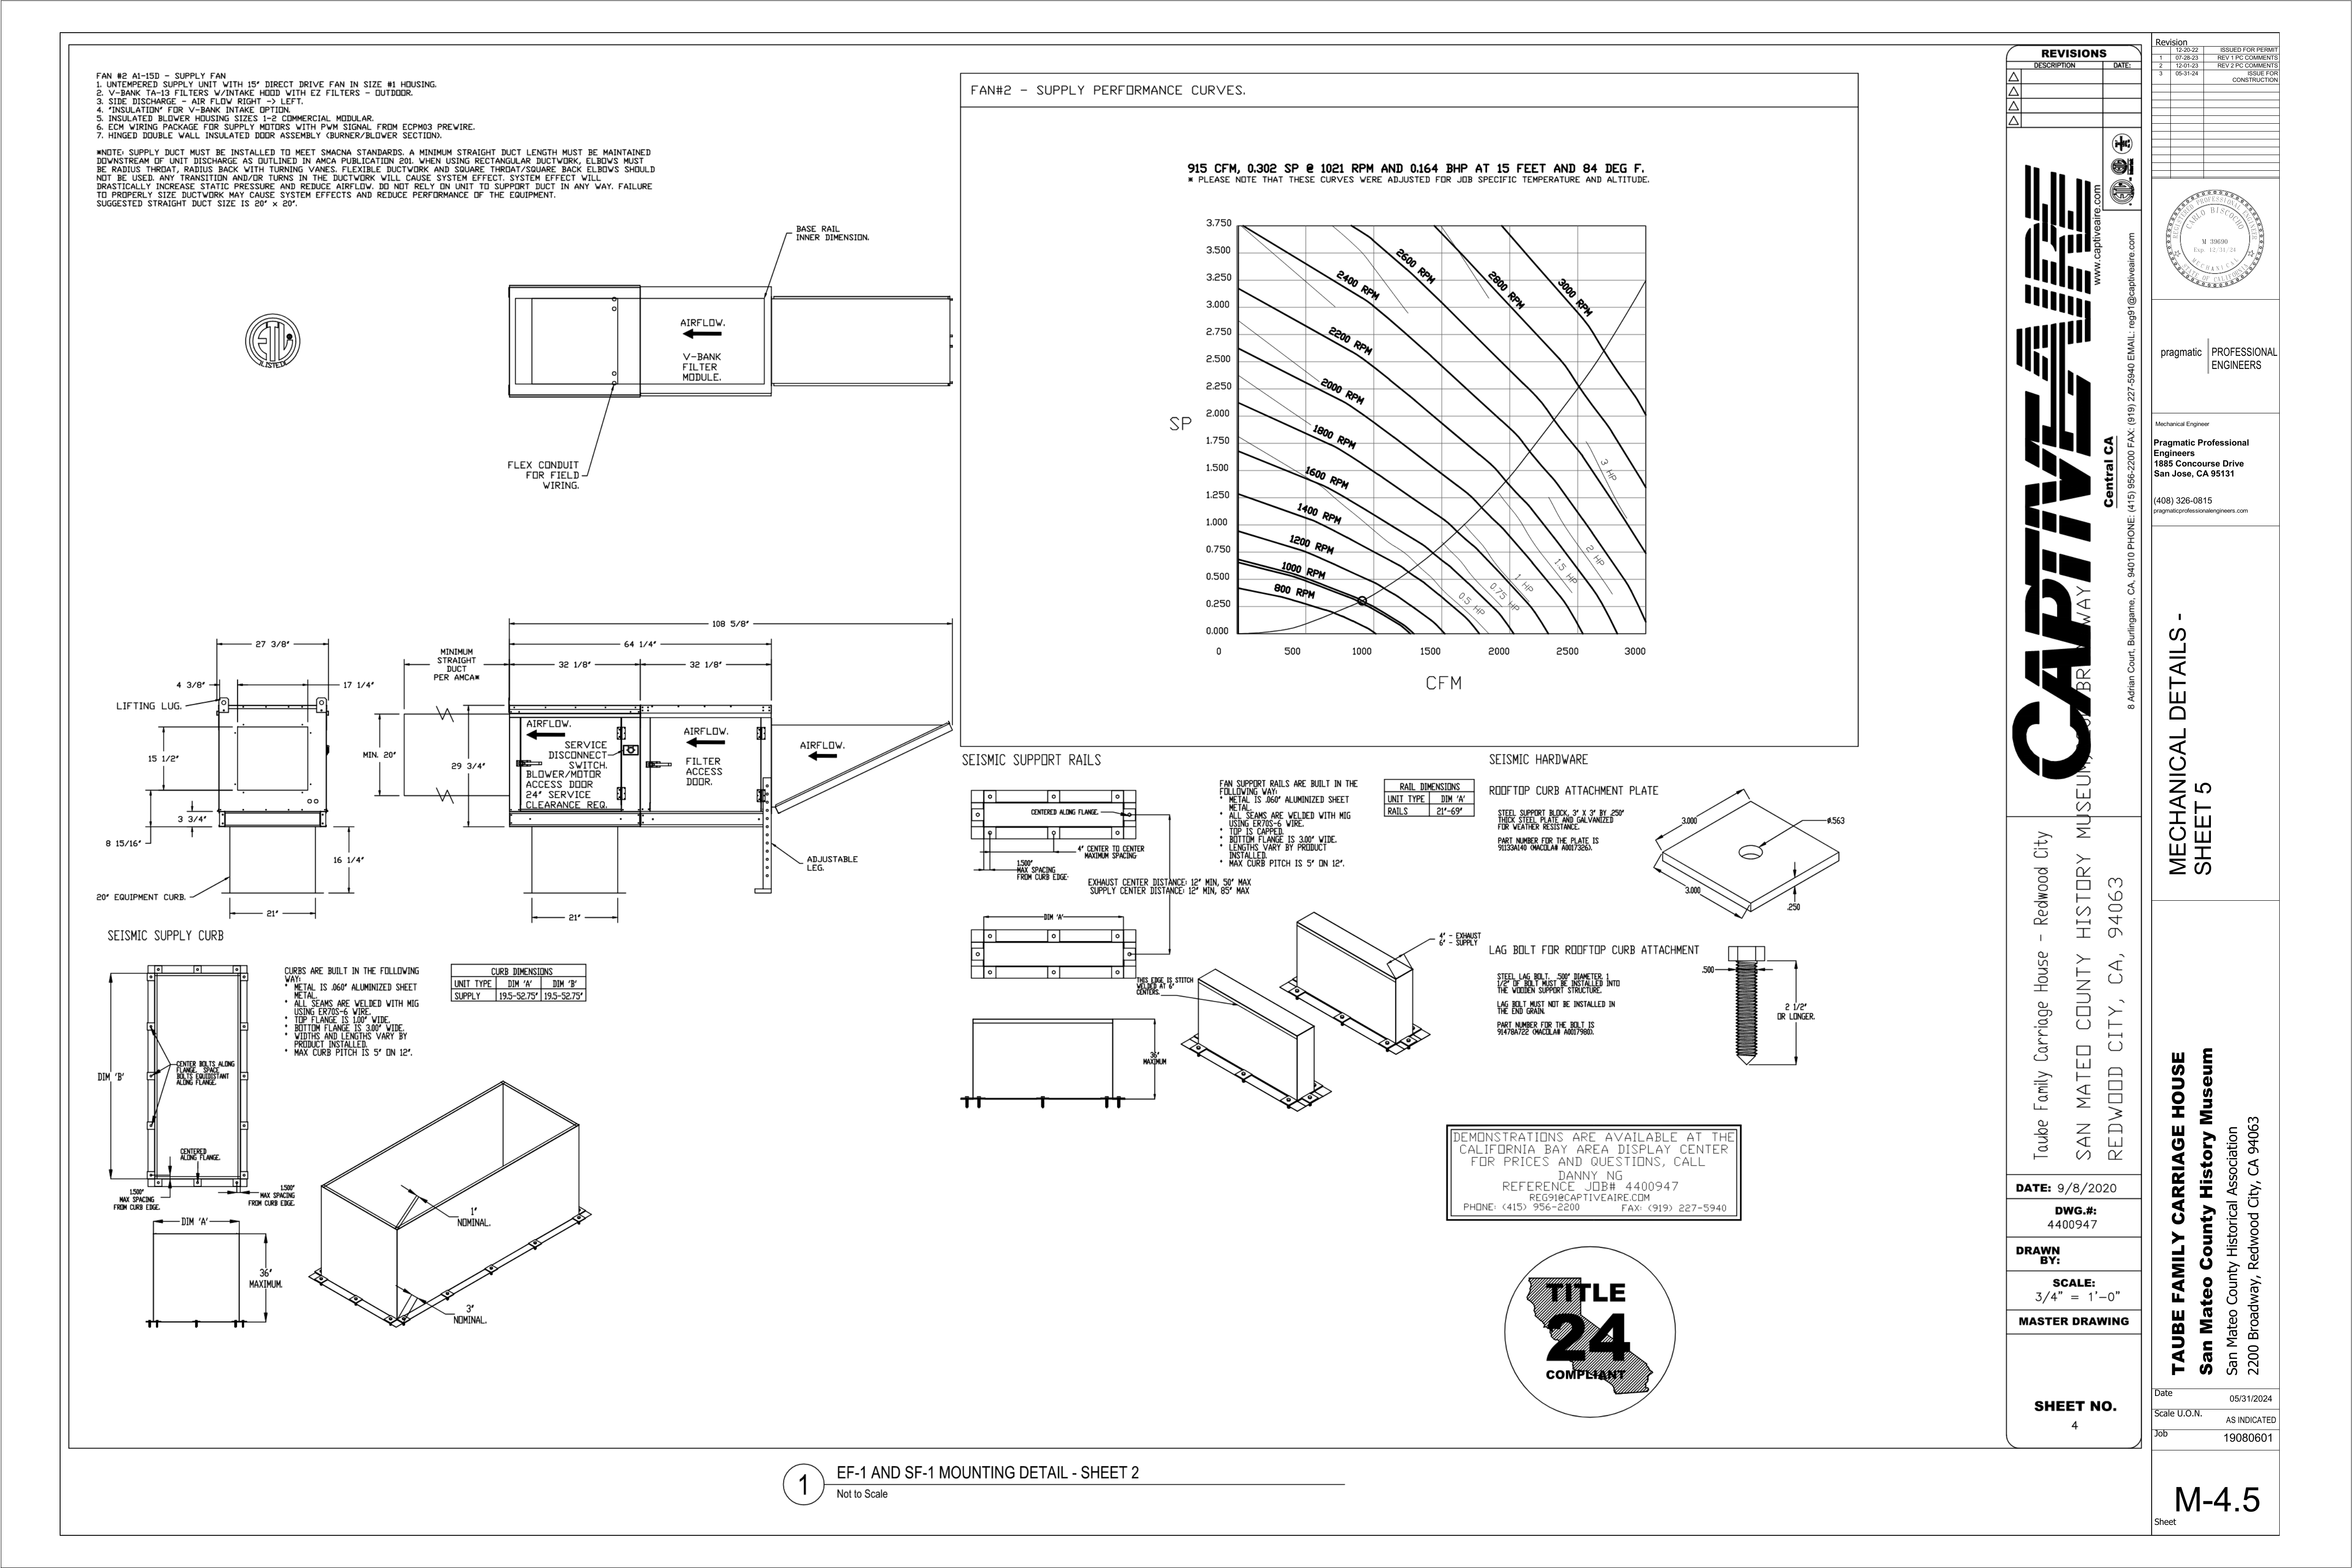 FAN #2 A1-15D - SUPPLY FAN
1. UNTEMPERED SUPPLY UNIT WITH 15" DIRECT DRIVE FAN IN SIZE #1 HOUSING.
2. V-BANK TA-13 FILTERS W/INTAKE HOOD WITH EZ FILTERS - OUTDOOR.
3. SIDE DISCHARGE - AIR FLOW RIGHT -> LEFT.
4. "INSULATION" FOR V-BANK INTAKE OPTION.
5. INSULATED BLOWER HOUSING SIZES 1-2 COMMERCIAL MODULAR.
6. ECM WIRING PACKAGE FOR SUPPLY MOTORS WITH PWM SIGNAL FROM ECPM03 PREWIRE.
7. HINGED DOUBLE WALL INSULATED DOOR ASSEMBLY (BURNER/BLOWER SECTION).
*NOTE: SUPPLY DUCT MUST BE INSTALLED TO MEET SMACNA STANDARDS. A MINIMUM STRAIGHT DUCT LENGTH MUST BE MAINTAINED
DOWNSTREAM OF UNIT DISCHARGE AS OUTLINED IN AMCA PUBLICATION 201. WHEN USING RECTANGULAR DUCTWORK, ELBOWS MUST
BE RADIUS THROAT, RADIUS BACK WITH TURNING VANES. FLEXIBLE DUCTWORK AND SQUARE THROAT/SQUARE BACK ELBOWS SHOULD
NOT BE USED. ANY TRANSITION AND/OR TURNS IN THE DUCTWORK WILL CAUSE SYSTEM EFFECT. SYSTEM EFFECT WILL
DRASTICALLY INCREASE STATIC PRESSURE AND REDUCE AIRFLOW. DO NOT RELY ON UNIT TO SUPPORT DUCT IN ANY WAY. FAILURE
TO PROPERLY SIZE DUCTWORK MAY CAUSE SYSTEM EFFECTS AND REDUCE PERFORMANCE OF THE EQUIPMENT.
SUGGESTED STRAIGHT DUCT SIZE IS 20" x 20".
BASE RAIL
INNER DIMENSION.
AIRFLOW.
V-BANK
FILTER
MODULE.
FLEX CONDUIT
FOR FIELD
WIRING.
ETL
LISTED
FAN#2 - SUPPLY PERFORMANCE CURVES.
915 CFM, 0.302 SP @ 1021 RPM AND 0.164 BHP AT 15 FEET AND 84 DEG F.
* PLEASE NOTE THAT THESE CURVES WERE ADJUSTED FOR JOB SPECIFIC TEMPERATURE AND ALTITUDE.
3.750
3.500
3.250
3.000
2.750
2.500
2.250
2.000
1.750
1.500
1.250
1.000
0.750
0.500
0.250
0.000
SP
0 500 1000 1500 2000 2500 3000
CFM
3000 RPM
2800 RPM
2600 RPM
2400 RPM
2200 RPM
2000 RPM
1800 RPM
1600 RPM
1400 RPM
1200 RPM
1000 RPM
800 RPM
0.5 HP
0.75 HP
1 HP
1.5 HP
2 HP
3 HP
27 3/8"
4 3/8"
17 1/4"
LIFTING LUG.
15 1/2"
3 3/4"
8 15/16"
16 1/4"
20" EQUIPMENT CURB.
21"
108 5/8"
64 1/4"
32 1/8"
32 1/8"
MINIMUM
STRAIGHT
DUCT
PER AMCA*
MIN. 20"
29 3/4"
AIRFLOW.
SERVICE
DISCONNECT
SWITCH.
BLOWER/MOTOR
ACCESS DOOR
24" SERVICE
CLEARANCE REQ.
AIRFLOW.
FILTER
ACCESS
DOOR.
AIRFLOW.
ADJUSTABLE
LEG.
21"
SEISMIC SUPPLY CURB
CURBS ARE BUILT IN THE FOLLOWING
WAY:
* METAL IS .060" ALUMINIZED SHEET
METAL.
* ALL SEAMS ARE WELDED WITH MIG
USING ER70S-6 WIRE.
* TOP FLANGE IS 1.00" WIDE.
* BOTTOM FLANGE IS 3.00" WIDE.
* WIDTHS AND LENGTHS VARY BY
PRODUCT INSTALLED.
* MAX CURB PITCH IS 5" ON 12".
CURB DIMENSIONS
UNIT TYPE DIM 'A' DIM 'B'
SUPPLY 19.5-52.75" 19.5-52.75"
DIM 'B'
CENTER BOLTS ALONG
FLANGE. SPACE
BOLTS EQUIDISTANT
ALONG FLANGE.
CENTERED
ALONG FLANGE.
1.500"
MAX SPACING
FROM CURB EDGE.
1.500"
MAX SPACING
FROM CURB EDGE.
DIM 'A'
36"
MAXIMUM.
1"
NOMINAL.
3"
NOMINAL.
SEISMIC SUPPORT RAILS
CENTERED ALONG FLANGE.
4" CENTER TO CENTER
MAXIMUM SPACING
1.500"
MAX SPACING
FROM CURB EDGE
FAN SUPPORT RAILS ARE BUILT IN THE
FOLLOWING WAY:
* METAL IS .060" ALUMINIZED SHEET
METAL.
* ALL SEAMS ARE WELDED WITH MIG
USING ER70S-6 WIRE.
* TOP IS CAPPED.
* BOTTOM FLANGE IS 3.00" WIDE.
* LENGTHS VARY BY PRODUCT
INSTALLED.
* MAX CURB PITCH IS 5" ON 12".
RAIL DIMENSIONS
UNIT TYPE DIM 'A'
RAILS 21"-69"
EXHAUST CENTER DISTANCE: 12" MIN, 50" MAX
SUPPLY CENTER DISTANCE: 12" MIN, 85" MAX
DIM 'A'
4" - EXHAUST
6" - SUPPLY
THIS EDGE IS STITCH
WELDED AT 6"
CENTERS.
36"
MAXIMUM
SEISMIC HARDWARE
ROOFTOP CURB ATTACHMENT PLATE
STEEL SUPPORT BLOCK, 3" X 3" BY .250"
THICK STEEL PLATE AND GALVANIZED
FOR WEATHER RESISTANCE.
PART NUMBER FOR THE PLATE IS
91133A140 (MACOLA# A0017326).
3.000
3.000
Ø.563
.250
LAG BOLT FOR ROOFTOP CURB ATTACHMENT
STEEL LAG BOLT. .500" DIAMETER. 1
1/2" OF BOLT MUST BE INSTALLED INTO
THE WOODEN SUPPORT STRUCTURE.
LAG BOLT MUST NOT BE INSTALLED IN
THE END GRAIN.
PART NUMBER FOR THE BOLT IS
91478A722 (MACOLA# A0017980).
.500
2 1/2"
OR LONGER.
DEMONSTRATIONS ARE AVAILABLE AT THE
CALIFORNIA BAY AREA DISPLAY CENTER
FOR PRICES AND QUESTIONS, CALL
DANNY NG
REFERENCE JOB# 4400947
REG91@CAPTIVEAIRE.COM
PHONE: (415) 956-2200 FAX: (919) 227-5940
TITLE
24
COMPLIANT
1
EF-1 AND SF-1 MOUNTING DETAIL - SHEET 2
Not to Scale
REVISIONS
DESCRIPTION DATE:
CAPTIVEAIRE
www.captiveaire.com
Central CA
8 Adrian Court, Burlingame, CA, 94010 PHONE: (415) 956-2200 FAX: (919) 227-5940 EMAIL: reg91@captiveaire.com
Taube Family Carriage House - Redwood City
SAN MATEO COUNTY HISTORY MUSEUM,
REDWOOD CITY, CA, 94063
DATE: 9/8/2020
DWG.#:
4400947
DRAWN
BY:
SCALE:
3/4" = 1'-0"
MASTER DRAWING
SHEET NO.
4
Revision
12-20-22 ISSUED FOR PERMIT
1 07-28-23 REV 1 PC COMMENTS
2 12-01-23 REV 2 PC COMMENTS
3 05-31-24 ISSUE FOR
CONSTRUCTION
REGISTERED PROFESSIONAL ENGINEER
CARLO BISCOCHO
M 39690
Exp. 12/31/24
MECHANICAL
STATE OF CALIFORNIA
pragmatic PROFESSIONAL
ENGINEERS
Mechanical Engineer
Pragmatic Professional
Engineers
1885 Concourse Drive
San Jose, CA 95131
(408) 326-0815
pragmaticprofessionalengineers.com
MECHANICAL DETAILS -
SHEET 5
TAUBE FAMILY CARRIAGE HOUSE
San Mateo County History Museum
San Mateo County Historical Association
2200 Broadway, Redwood City, CA 94063
Date
05/31/2024
Scale U.O.N.
AS INDICATED
Job
19080601
M-4.5
Sheet